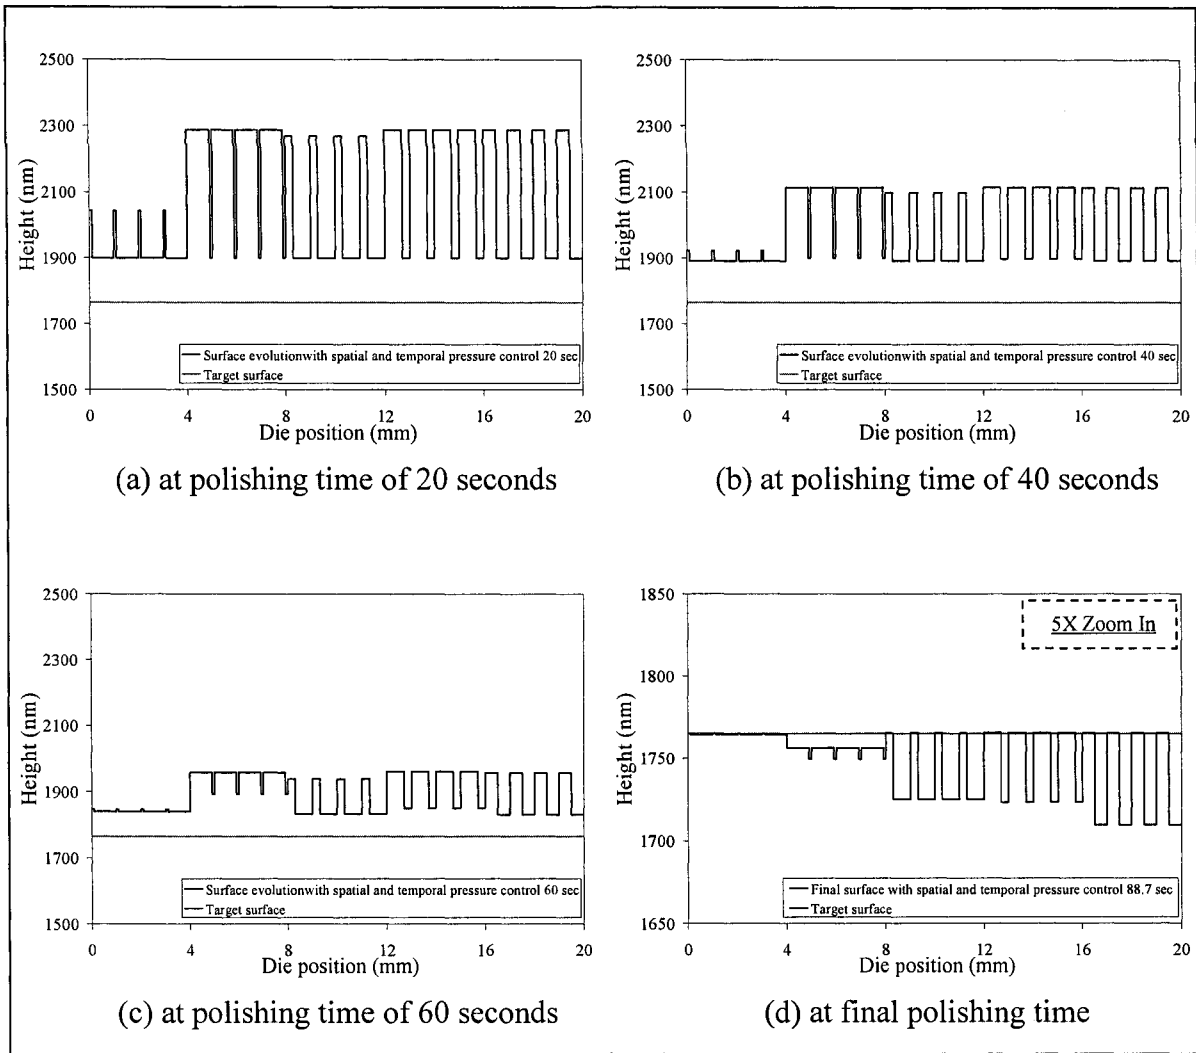 2500
2300
2100
1900
1700
1500
Height (nm)
Surface evolutionwith spatial and temporal pressure control 20 sec
Target surface
0 4 8 12 16 20
Die position (mm)
(a) at polishing time of 20 seconds
2500
2300
2100
1900
1700
1500
Height (nm)
Surface evolutionwith spatial and temporal pressure control 40 sec
Target surface
0 4 8 12 16 20
Die position (mm)
(b) at polishing time of 40 seconds
2500
2300
2100
1900
1700
1500
Height (nm)
Surface evolutionwith spatial and temporal pressure control 60 sec
Target surface
0 4 8 12 16 20
Die position (mm)
(c) at polishing time of 60 seconds
1850
1800
1750
1700
1650
Height (nm)
5X Zoom In
Final surface with spatial and temporal pressure control 88.7 sec
Target surface
0 4 8 12 16 20
Die position (mm)
(d) at final polishing time